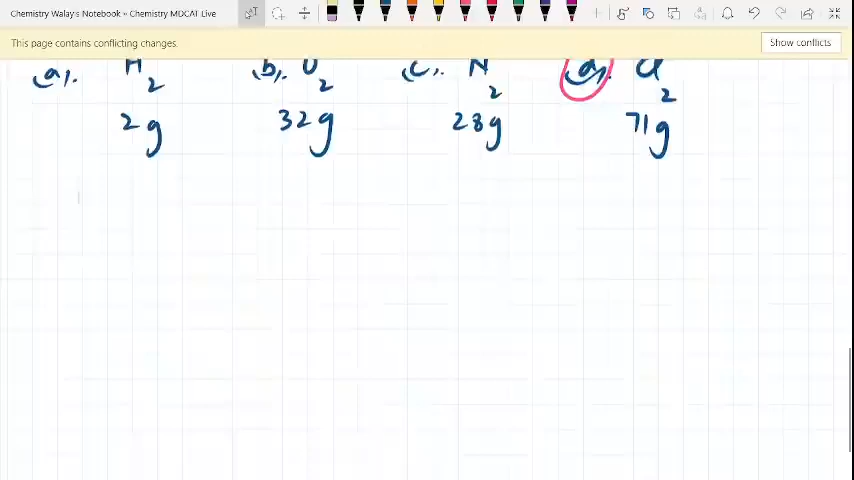 Chemistry Walay's Notebook » Chemistry MDCAT Live
This page contains conflicting changes.
Show conflicts
(a). H2 (b). O2 (c). N2 (d). Cl2
2g 32g 28g 71g